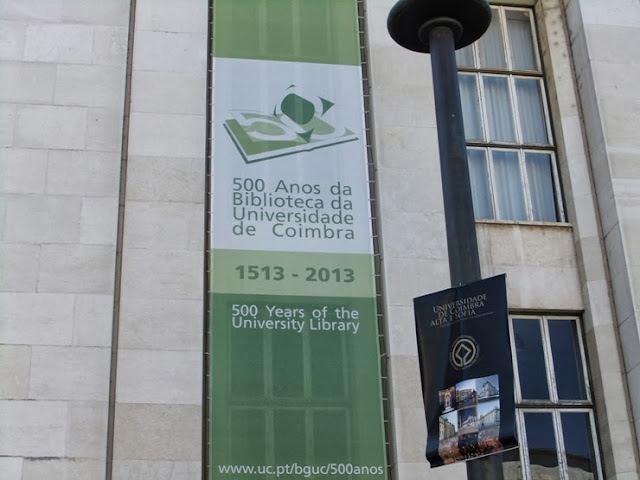 500 Anos da
Biblioteca da
Universidade
de Coimbra
1513 - 2013
500 Years of the
University Library
www.uc.pt/bguc/500anos
UNIVERSIDADE
DE COIMBRA
ALTA E SOFIA